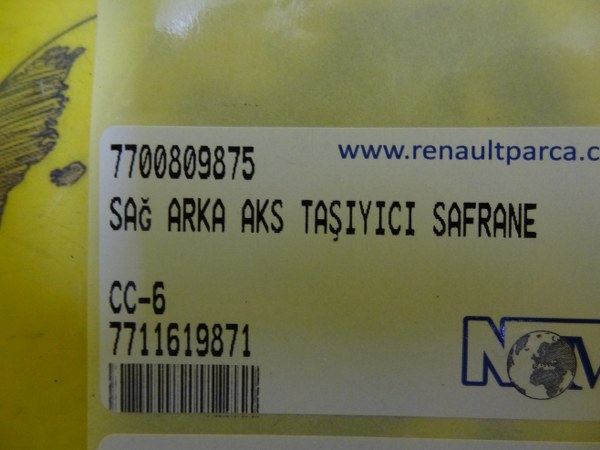 7700809875
www.renaultparca.c
SAĞ ARKA AKS TAŞIYICI SAFRANE
CC-6
7711619871